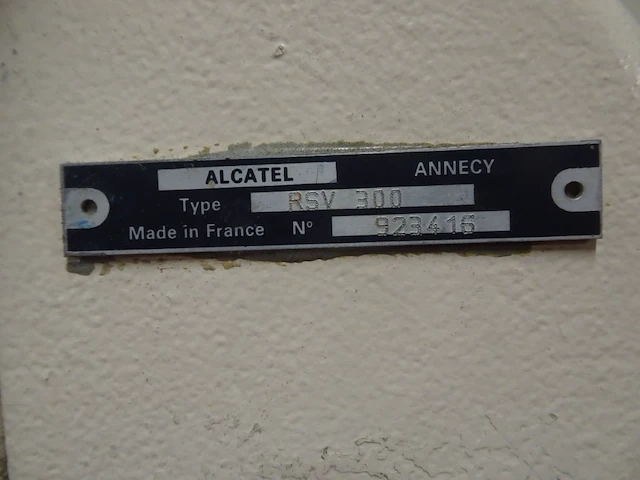 ALCATEL ANNECY
Type RSV 300
Made in France N° 923416